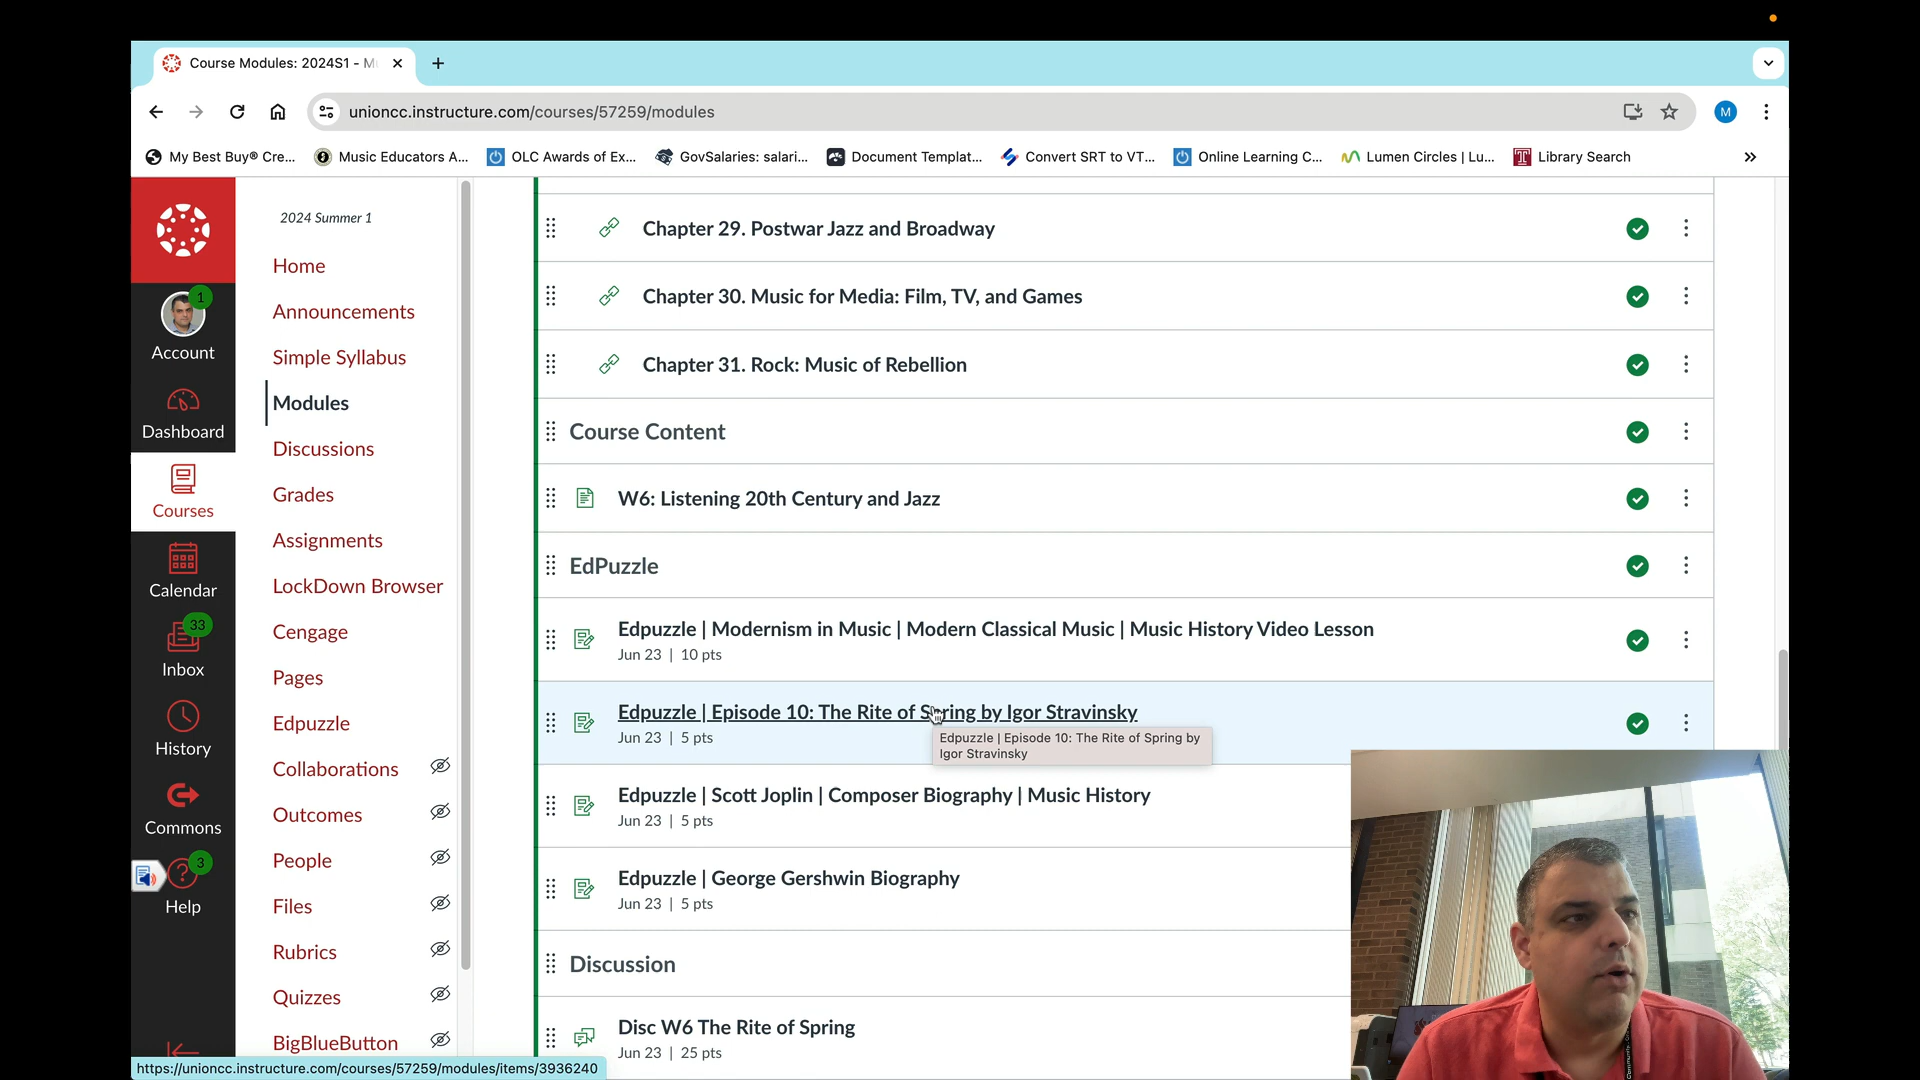 Course Modules: 2024S1 - M
unioncc.instructure.com/courses/57259/modules
M
My Best Buy® Cre...
Music Educators A...
OLC Awards of Ex...
GovSalaries: salari...
Document Templat...
Convert SRT to VT...
Online Learning C...
Lumen Circles | Lu...
Library Search
1
Account
Dashboard
Courses
Calendar
33
Inbox
History
Commons
3
Help
2024 Summer 1
Home
Announcements
Simple Syllabus
Modules
Discussions
Grades
Assignments
LockDown Browser
Cengage
Pages
Edpuzzle
Collaborations
Outcomes
People
Files
Rubrics
Quizzes
BigBlueButton
Chapter 29. Postwar Jazz and Broadway
Chapter 30. Music for Media: Film, TV, and Games
Chapter 31. Rock: Music of Rebellion
Course Content
W6: Listening 20th Century and Jazz
EdPuzzle
Edpuzzle | Modernism in Music | Modern Classical Music | Music History Video Lesson
Jun 23 | 10 pts
Edpuzzle | Episode 10: The Rite of Spring by Igor Stravinsky
Jun 23 | 5 pts
Edpuzzle | Episode 10: The Rite of Spring by
Igor Stravinsky
Edpuzzle | Scott Joplin | Composer Biography | Music History
Jun 23 | 5 pts
Edpuzzle | George Gershwin Biography
Jun 23 | 5 pts
Discussion
Disc W6 The Rite of Spring
Jun 23 | 25 pts
https://unioncc.instructure.com/courses/57259/modules/items/3936240